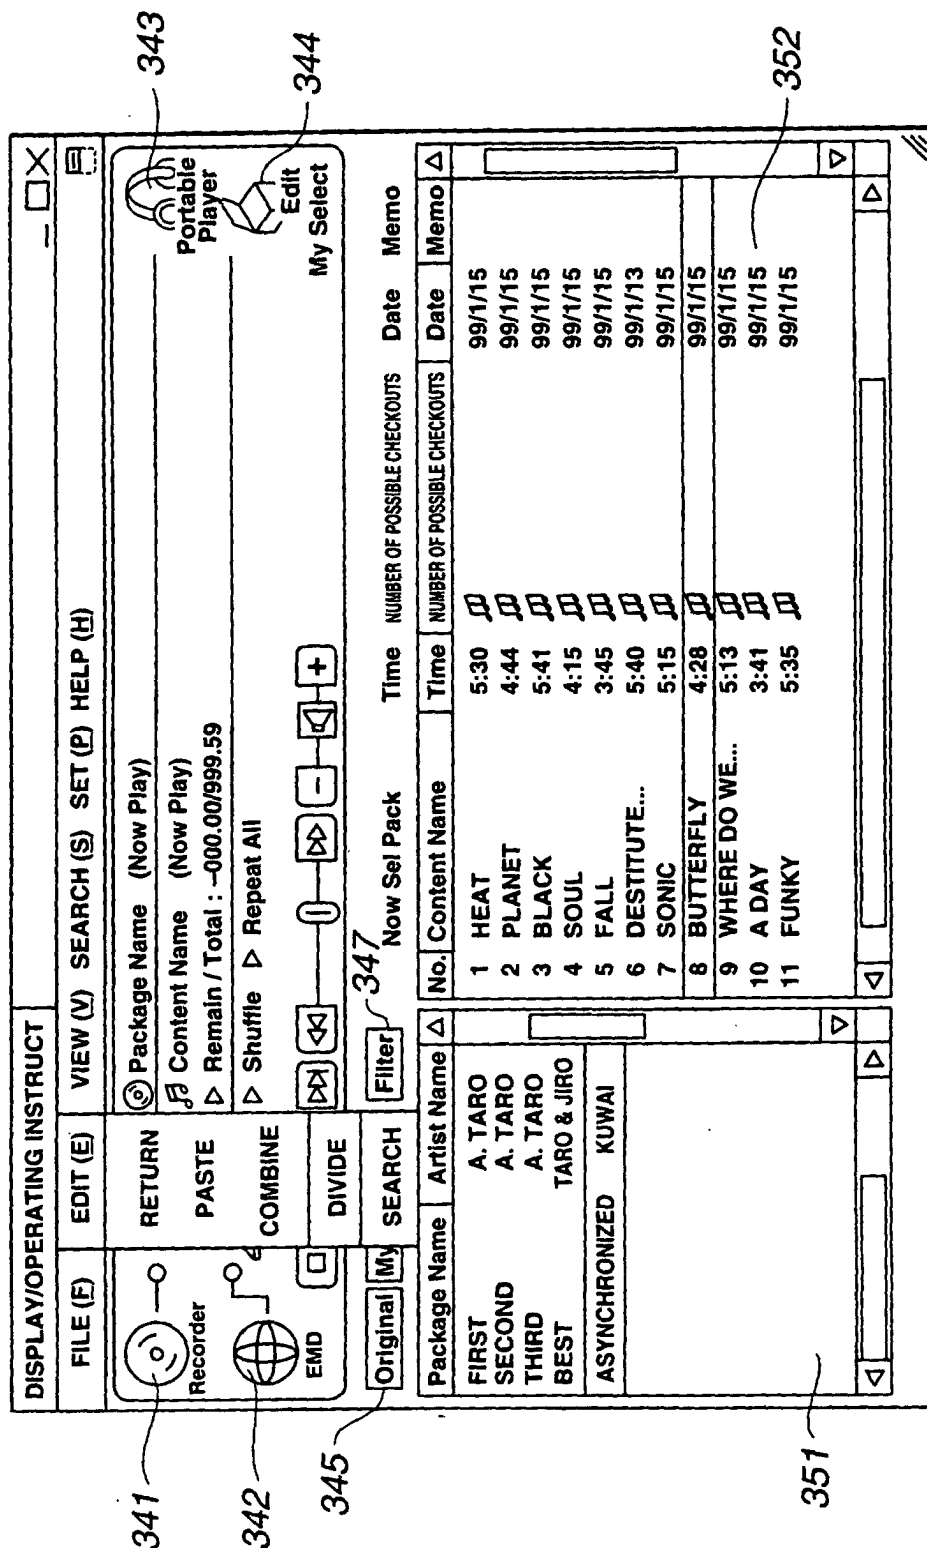 DISPLAY/OPERATING INSTRUCT
FILE (F) EDIT (E) VIEW (V) SEARCH (S) SET (P) HELP (H)
RETURN
PASTE
COMBINE
DIVIDE
SEARCH
Recorder
EMD
Package Name (Now Play)
Content Name (Now Play)
Remain / Total : –000.00/999.59
Shuffle Repeat All
Portable
Player
Edit
My Select
Original My Filter Now Sel Pack Time NUMBER OF POSSIBLE CHECKOUTS Date Memo
Package Name Artist Name
FIRST A. TARO
SECOND A. TARO
THIRD A. TARO
BEST TARO & JIRO
ASYNCHRONIZED KUWAI
No. Content Name Time NUMBER OF POSSIBLE CHECKOUTS Date Memo
1 HEAT 5:30 99/1/15
2 PLANET 4:44 99/1/15
3 BLACK 5:41 99/1/15
4 SOUL 4:15 99/1/15
5 FALL 3:45 99/1/15
6 DESTITUTE... 5:40 99/1/13
7 SONIC 5:15 99/1/15
8 BUTTERFLY 4:28 99/1/15
9 WHERE DO WE... 5:13 99/1/15
10 A DAY 3:41 99/1/15
11 FUNKY 5:35 99/1/15
341
342
343
344
345
347
351
352